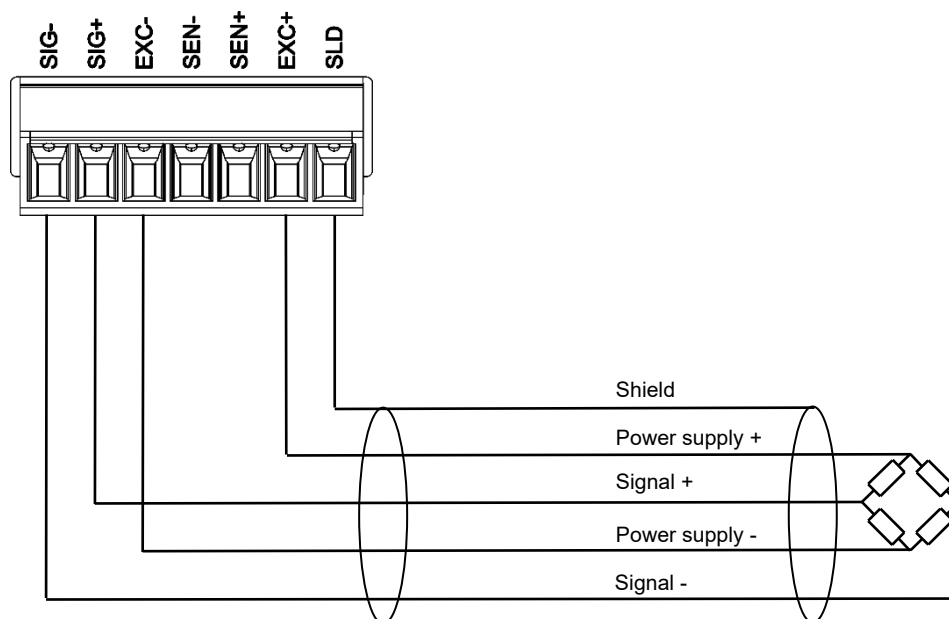 SIG-
SIG+
EXC-
SEN-
SEN+
EXC+
SLD
Shield
Power supply +
Signal +
Power supply -
Signal -